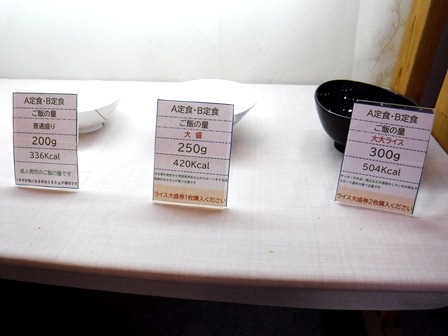 A定食・B定食
ご飯の量
普通盛り
200g
336Kcal
成人男性のご飯の量です
A定食・B定食
ご飯の量
大 盛
250g
420Kcal
ライス大盛券1枚購入ください
A定食・B定食
ご飯の量
大大ライス
300g
504Kcal
ライス大盛券2枚購入ください